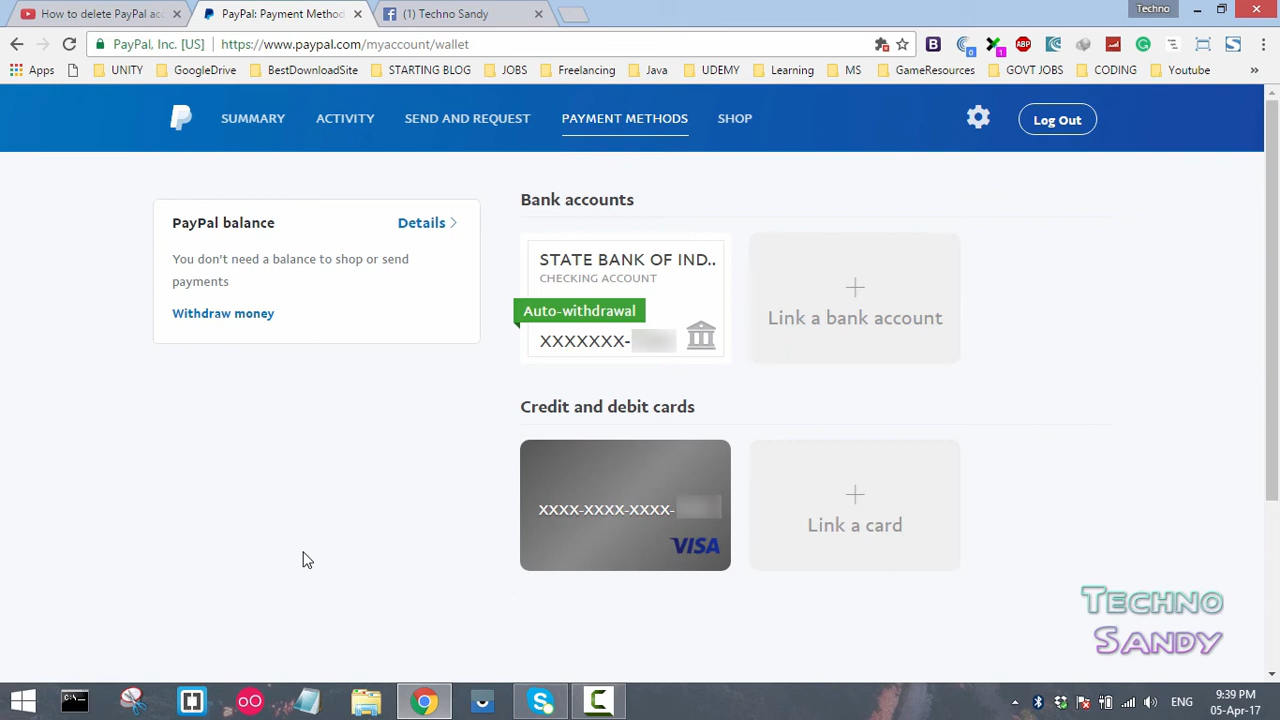 How to delete PayPal acc
PayPal: Payment Method
(1) Techno Sandy
Techno
PayPal, Inc. [US]
https://www.paypal.com/myaccount/wallet
Apps
UNITY
GoogleDrive
BestDownloadSite
STARTING BLOG
JOBS
Freelancing
Java
UDEMY
Learning
MS
GameResources
GOVT JOBS
CODING
Youtube
»
SUMMARY
ACTIVITY
SEND AND REQUEST
PAYMENT METHODS
SHOP
Log Out
PayPal balance
Details >
You don't need a balance to shop or send
payments
Withdraw money
Bank accounts
STATE BANK OF IND..
CHECKING ACCOUNT
Auto-withdrawal
XXXXXXX-
+
Link a bank account
Credit and debit cards
XXXX-XXXX-XXXX-
VISA
+
Link a card
TECHNO
SANDY
ENG
9:39 PM
05-Apr-17